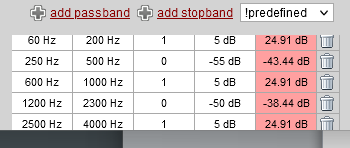 add passband add stopband !predefined
60 Hz 200 Hz 1 5 dB 24.91 dB
250 Hz 500 Hz 0 -55 dB -43.44 dB
600 Hz 1000 Hz 1 5 dB 24.91 dB
1200 Hz 2300 Hz 0 -50 dB -38.44 dB
2500 Hz 4000 Hz 1 5 dB 24.91 dB